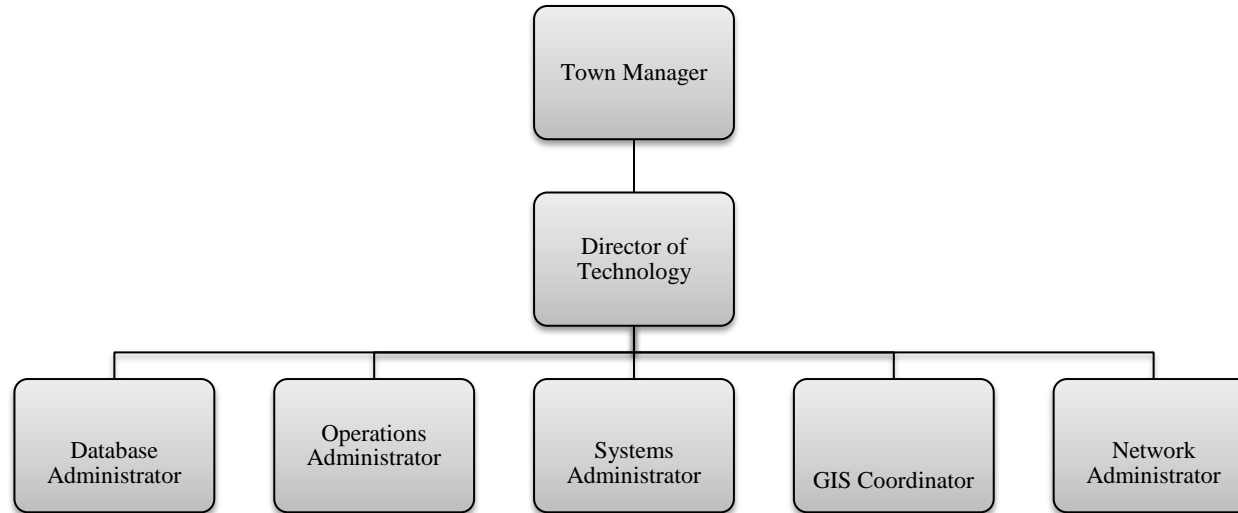 Town Manager
Director of
Technology
Database
Administrator
Operations
Administrator
Systems
Administrator
GIS Coordinator
Network
Administrator